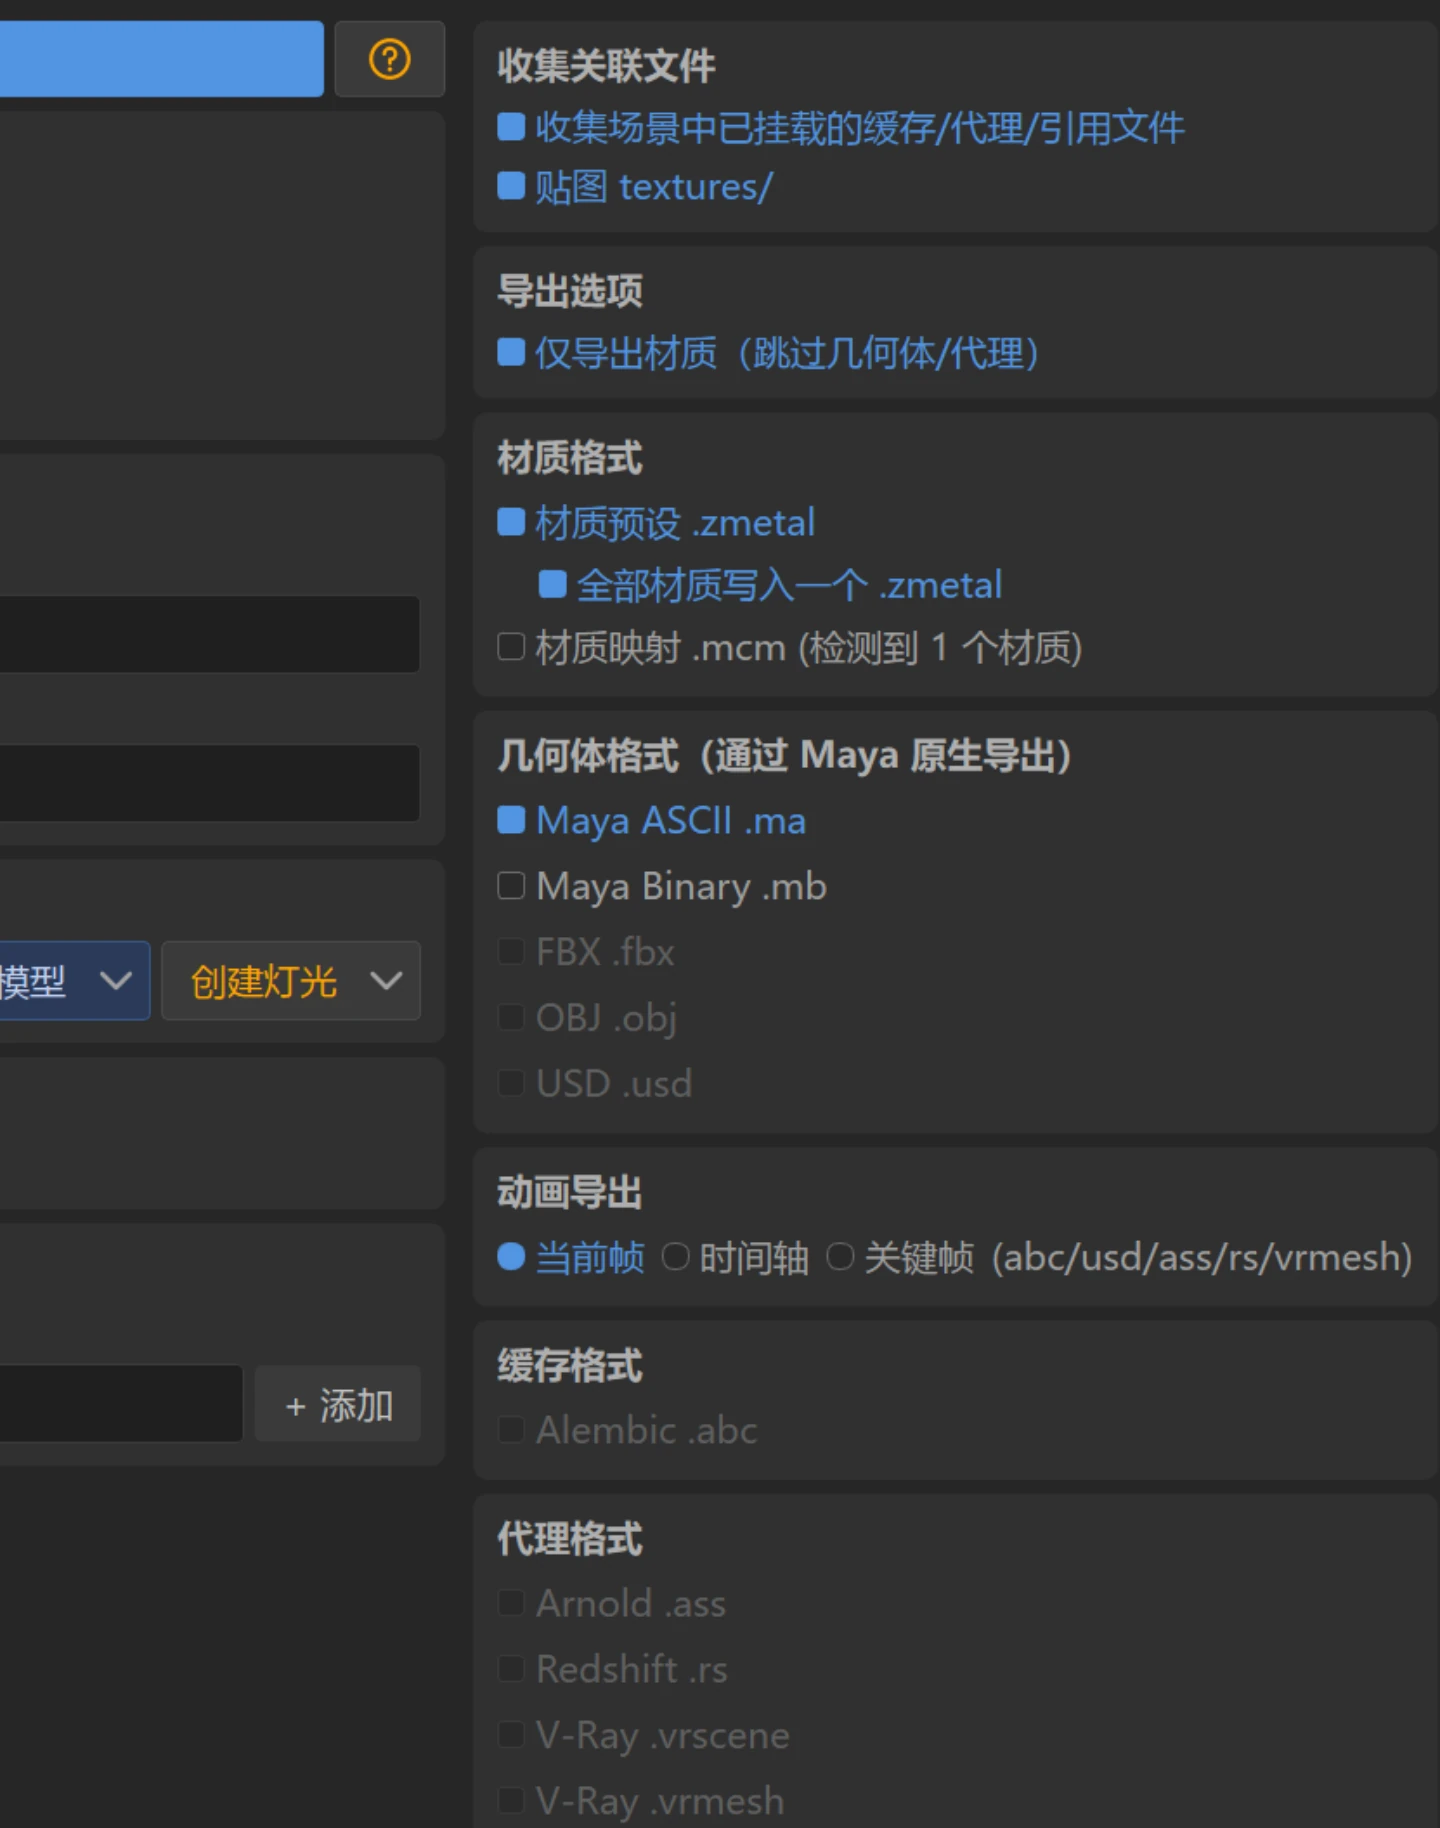 收集关联文件
收集场景中已挂载的缓存/代理/引用文件
贴图 textures/
导出选项
仅导出材质（跳过几何体/代理）
材质格式
材质预设 .zmetal
全部材质写入一个 .zmetal
材质映射 .mcm (检测到 1 个材质)
几何体格式（通过 Maya 原生导出）
Maya ASCII .ma
Maya Binary .mb
FBX .fbx
OBJ .obj
USD .usd
动画导出
当前帧 时间轴 关键帧 (abc/usd/ass/rs/vrmesh)
缓存格式
Alembic .abc
代理格式
Arnold .ass
Redshift .rs
V-Ray .vrscene
V-Ray .vrmesh
?
模型 创建灯光
+ 添加